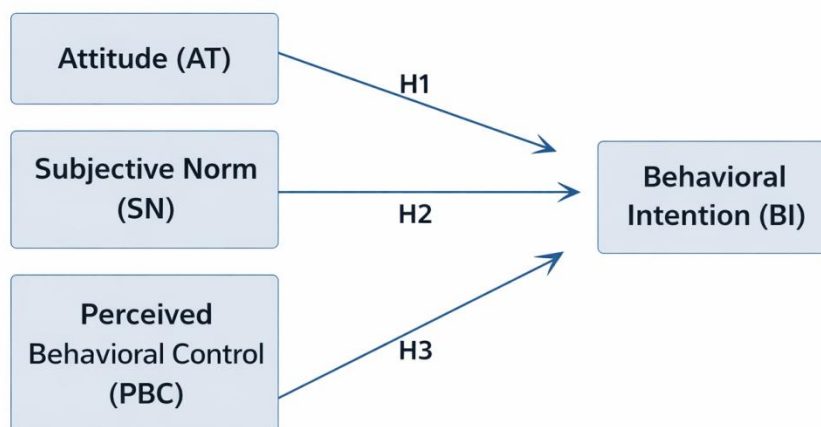 Attitude (AT)
H1
Subjective Norm
(SN)
H2
Perceived
Behavioral Control
(PBC)
H3
Behavioral
Intention (BI)